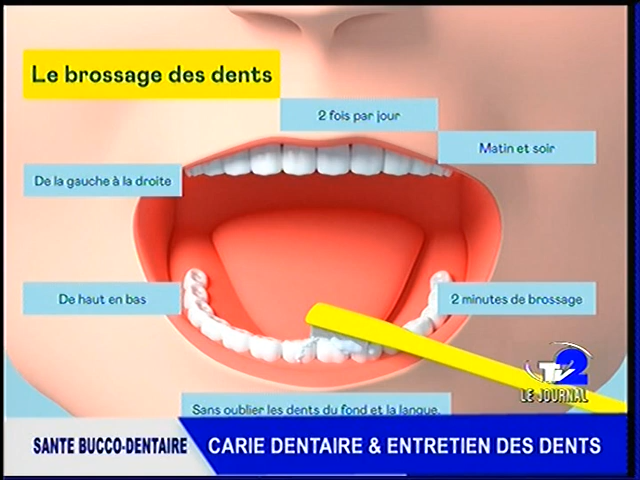 Le brossage des dents
2 fois par jour
Matin et soir
De la gauche à la droite
De haut en bas
2 minutes de brossage
TV2
LE JOURNAL
Sans oublier les dents du fond et la langue.
SANTE BUCCO-DENTAIRE
CARIE DENTAIRE & ENTRETIEN DES DENTS